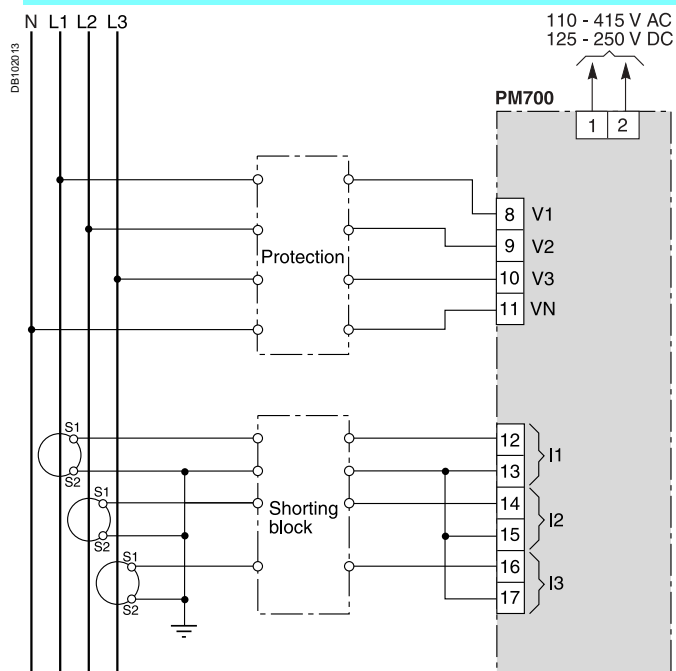 N L1 L2 L3
110 - 415 V AC
125 - 250 V DC
DB102013
PM700
1 2
8 V1
9 V2
Protection
10 V3
11 VN
S1
12
I1
S2
13
S1
14
Shorting
block
I2
S2
15
S1
16
I3
S2
17